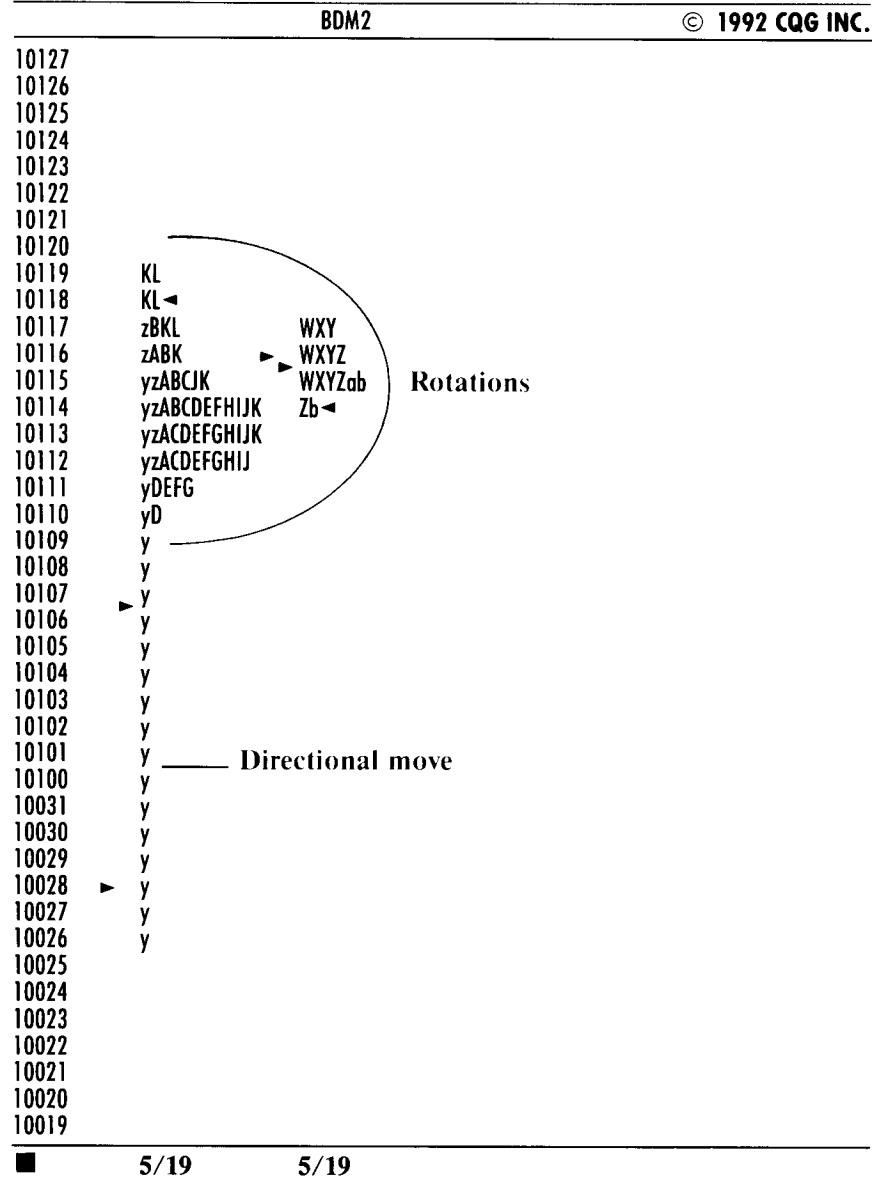 BDM2 © 1992 CQG INC.
10127
10126
10125
10124
10123
10122
10121
10120
10119 KL
10118 KL◄
10117 zBKL WXY
10116 zABK ► WXYZ
10115 yzABCJK ► WXYZab Rotations
10114 yzABCDEFHIJK Zb◄
10113 yzACDEFGHIJK
10112 yzACDEFGHIJ
10111 yDEFG
10110 yD
10109 y
10108 y
10107 y
10106 ► y
10105 y
10104 y
10103 y
10102 y
10101 y Directional move
10100 y
10031 y
10030 y
10029 y
10028 ► y
10027 y
10026 y
10025
10024
10023
10022
10021
10020
10019
■ 5/19 5/19